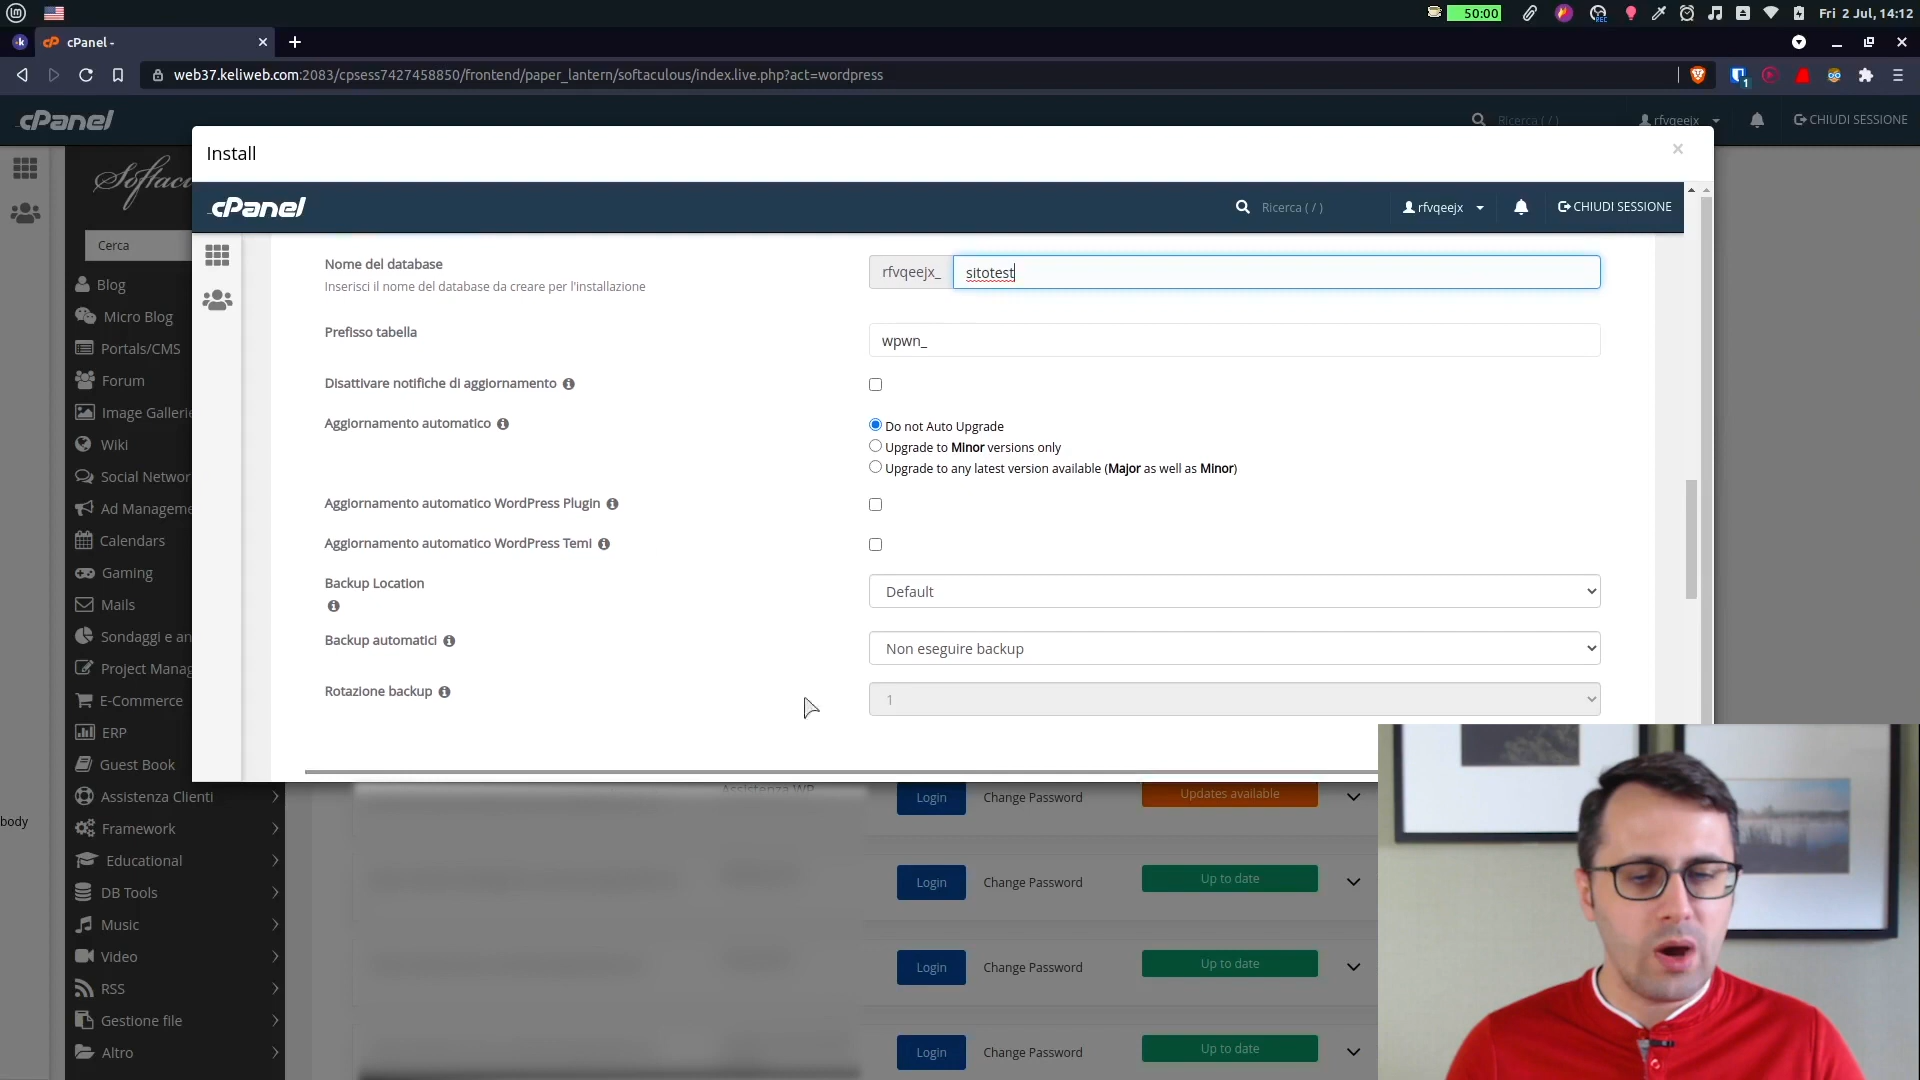 50:00
REC
Fri 2 Jul, 14:12
k
cPanel -
web37.keliweb.com:2083/cpsess7427458850/frontend/paper_lantern/softaculous/index.live.php?act=wordpress
1
cPanel
Ricerca ( / )
rfvqeejx
CHIUDI SESSIONE
Install
×
cPanel
Ricerca ( / )
rfvqeejx
CHIUDI SESSIONE
Cerca
Nome del database
rfvqeejx_
sitotest
Inserisci il nome del database da creare per l'installazione
Prefisso tabella
wpwn_
Disattivare notifiche di aggiornamento
Aggiornamento automatico
Do not Auto Upgrade
Upgrade to Minor versions only
Upgrade to any latest version available (Major as well as Minor)
Aggiornamento automatico WordPress Plugin
Aggiornamento automatico WordPress Temi
Backup Location
Default
Backup automatici
Non eseguire backup
Rotazione backup
1
Blog
Micro Blog
Portals/CMS
Forum
Image Gallerie
Wiki
Social Networ
Ad Manageme
Calendars
Gaming
Mails
Sondaggi e an
Project Manag
E-Commerce
ERP
Guest Book
Assistenza Clienti
Framework
Educational
DB Tools
Music
Video
RSS
Gestione file
Altro
body
Assistenza WP
Login
Change Password
Updates available
Login
Change Password
Up to date
Login
Change Password
Up to date
Login
Change Password
Up to date